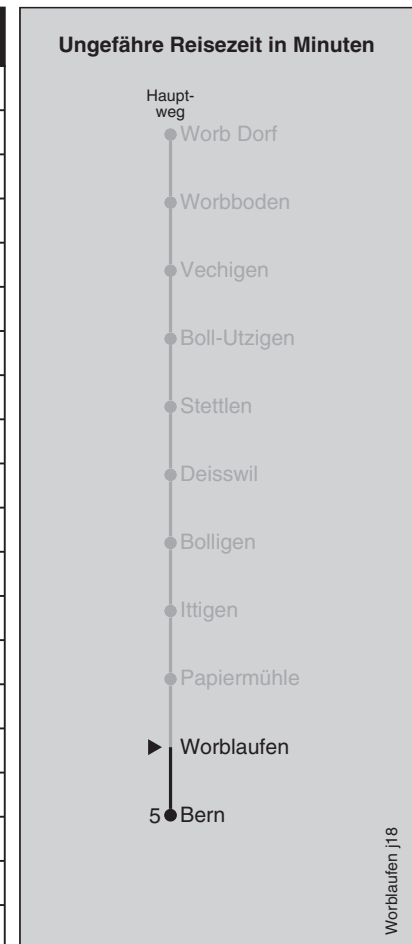 Ungefähre Reisezeit in Minuten
Haupt-
weg
Worb Dorf
Worbboden
Vechigen
Boll-Utzigen
Stettlen
Deisswil
Bolligen
Ittigen
Papiermühle
Worblaufen
5 Bern
Worblaufen j18